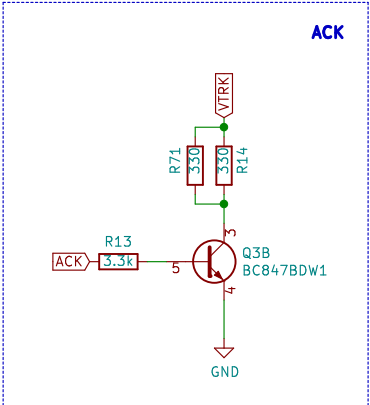 ACK
VTRK
R71
330
330
R14
R13
3.3k
ACK
5
3
Q3B
BC847BDW1
4
GND